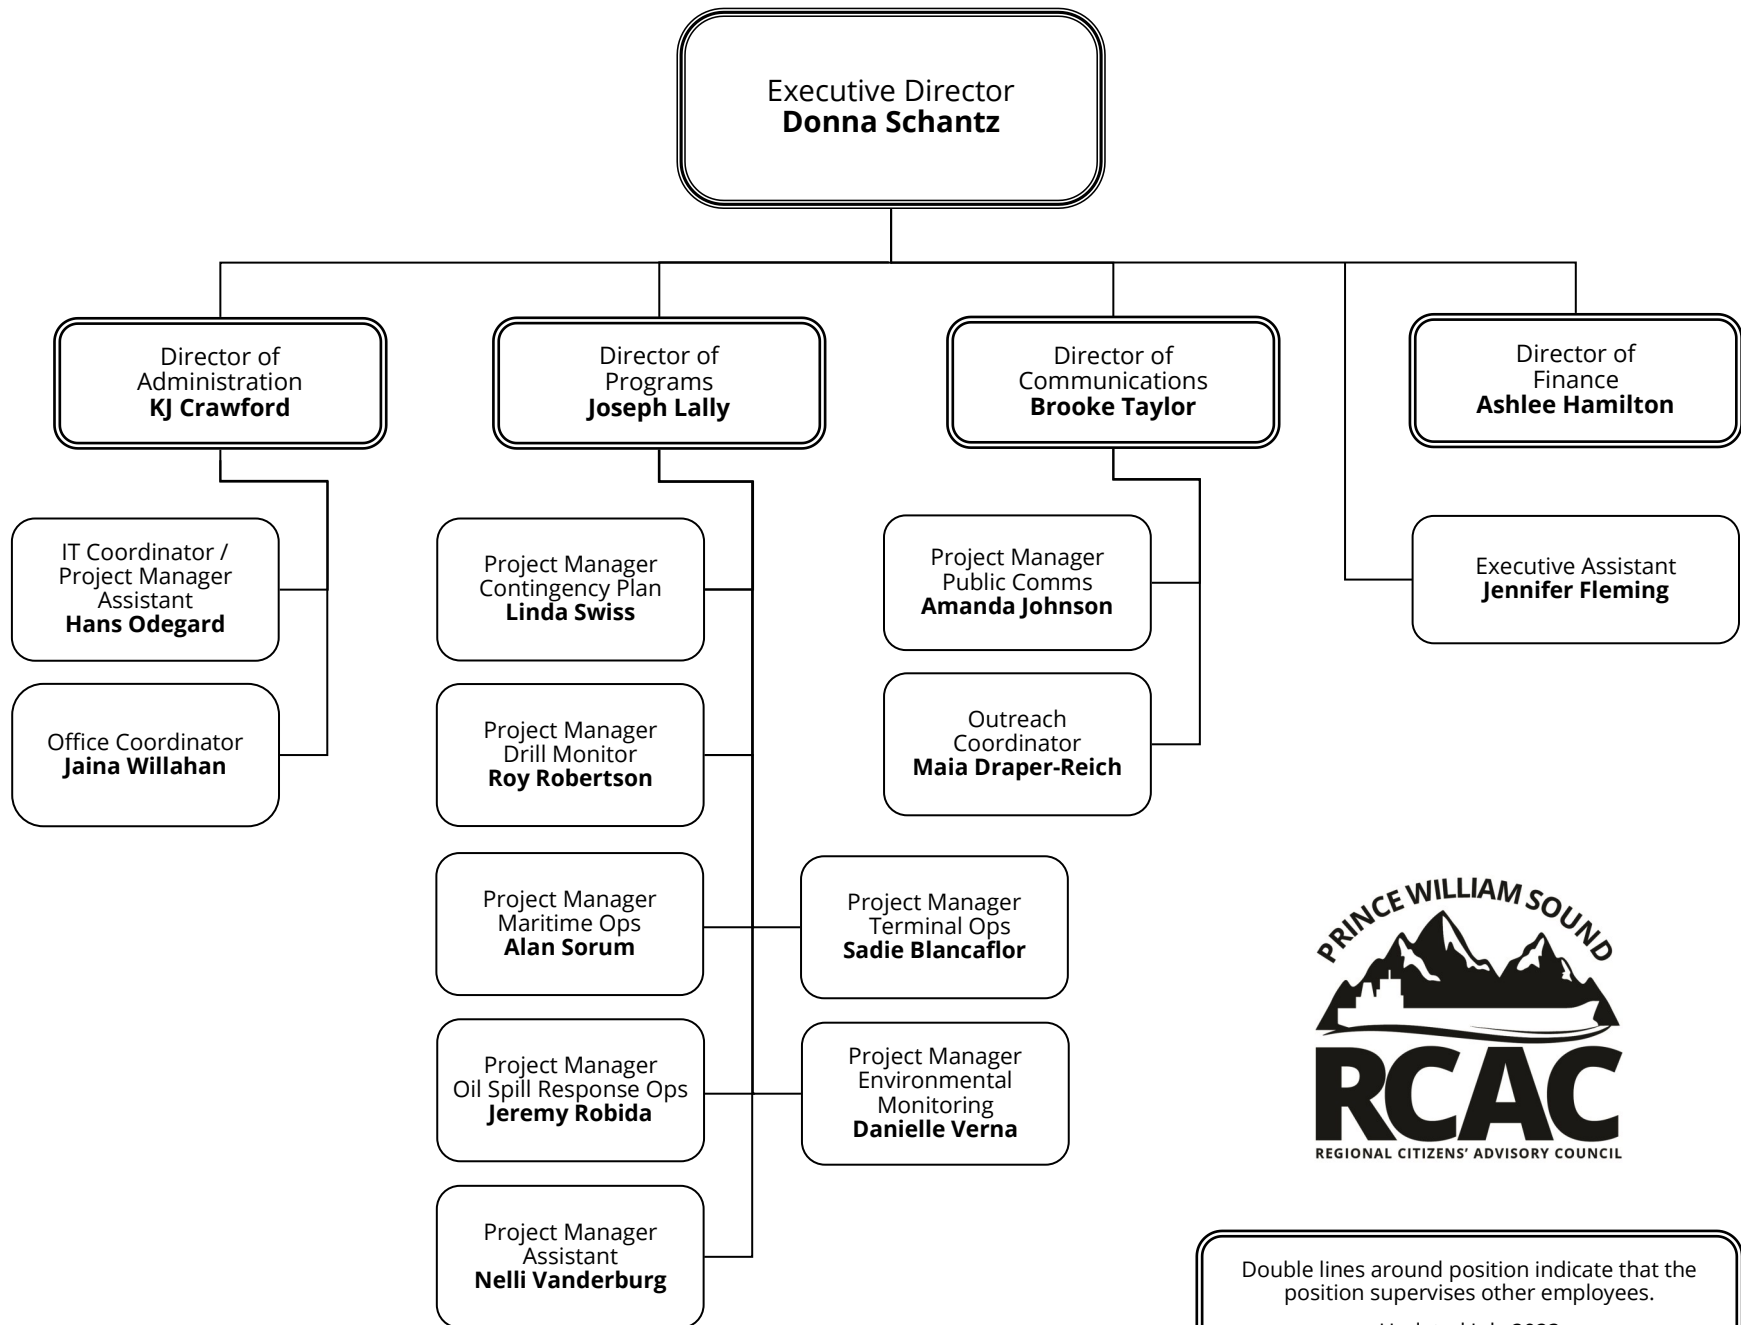 Executive Director
Donna Schantz
Director of
Administration
KJ Crawford
Director of
Programs
Joseph Lally
Director of
Communications
Brooke Taylor
Director of
Finance
Ashlee Hamilton
IT Coordinator /
Project Manager
Assistant
Hans Odegard
Office Coordinator
Jaina Willahan
Project Manager
Contingency Plan
Linda Swiss
Project Manager
Drill Monitor
Roy Robertson
Project Manager
Maritime Ops
Alan Sorum
Project Manager
Oil Spill Response Ops
Jeremy Robida
Project Manager
Assistant
Nelli Vanderburg
Project Manager
Terminal Ops
Sadie Blancaflor
Project Manager
Environmental
Monitoring
Danielle Verna
Project Manager
Public Comms
Amanda Johnson
Outreach
Coordinator
Maia Draper-Reich
Executive Assistant
Jennifer Fleming
PRINCE WILLIAM SOUND
RCAC
REGIONAL CITIZENS' ADVISORY COUNCIL
Double lines around position indicate that the
position supervises other employees.